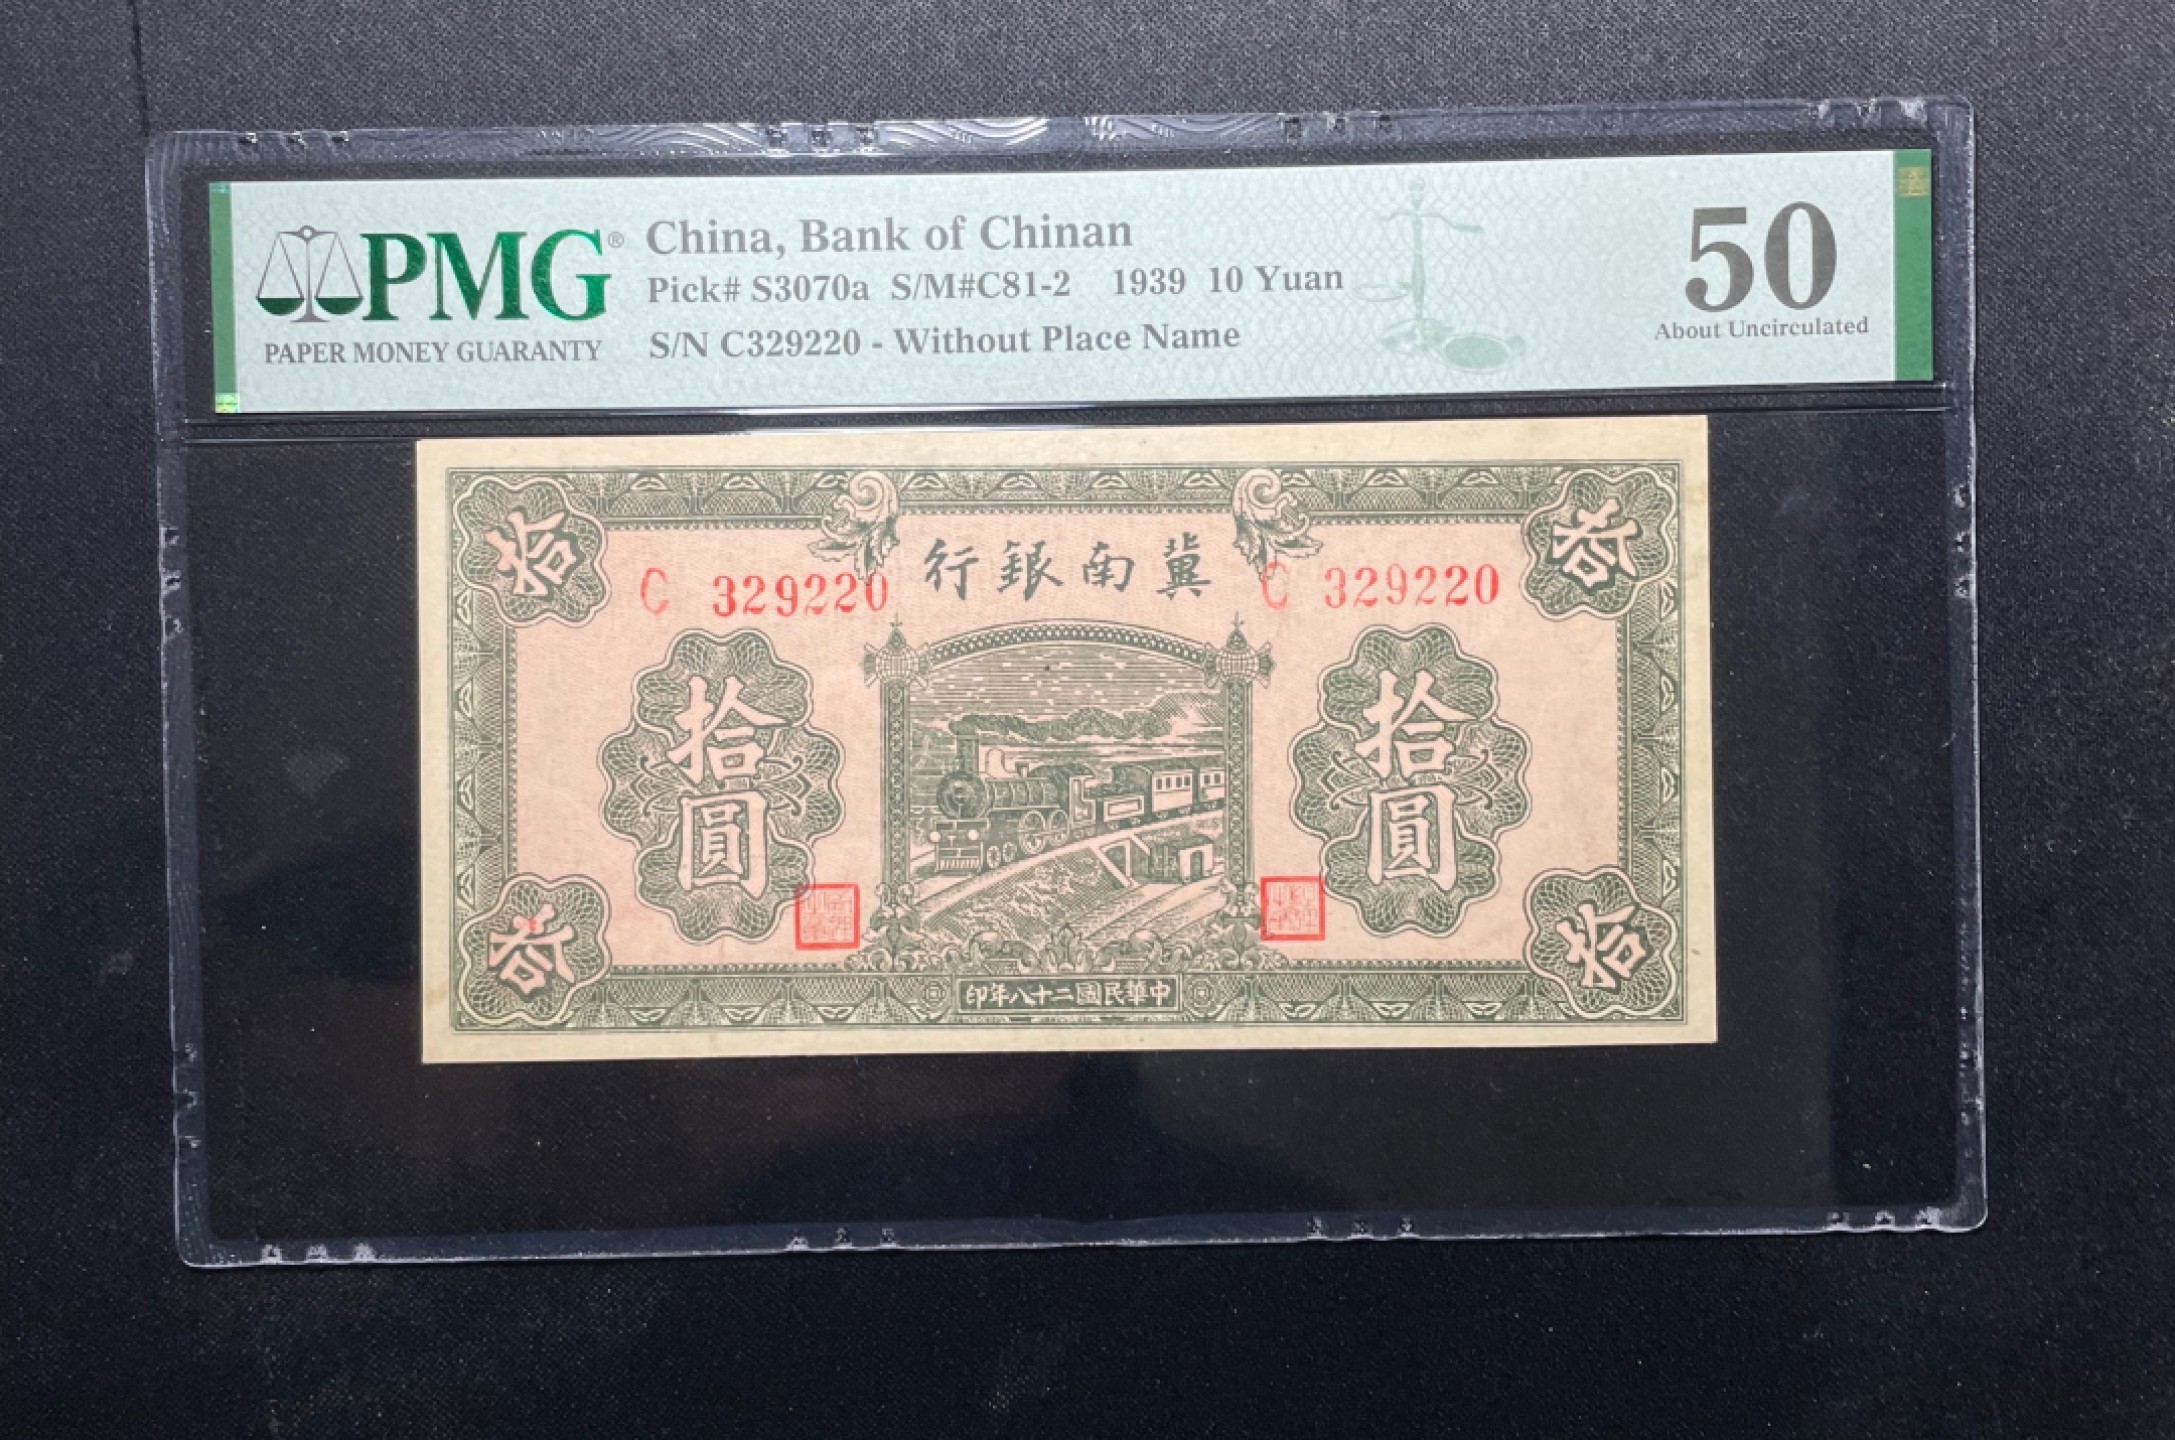 PMG®
PAPER MONEY GUARANTY
China, Bank of Chinan
Pick# S3070a S/M#C81-2 1939 10 Yuan
S/N C329220 - Without Place Name
50
About Uncirculated
拾
行銀南冀
拾
C 329220
C 329220
拾圓
拾圓
拾
拾
印年八十二國民華中